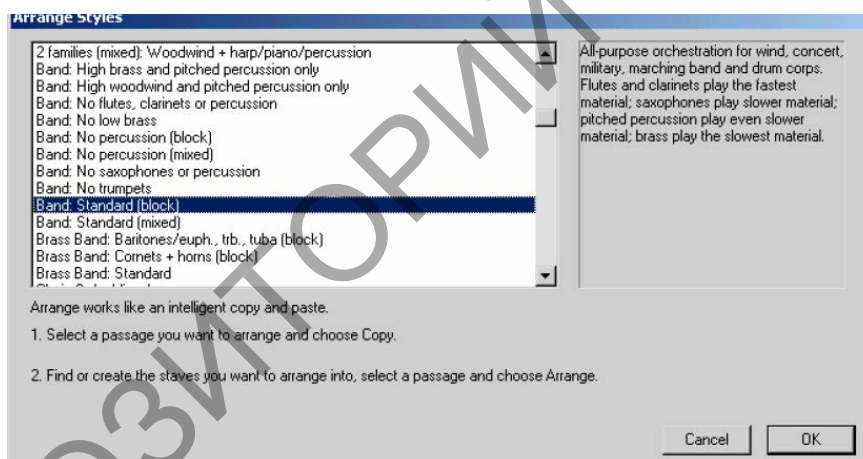 Arrange Styles
2 families (mixed): Woodwind + harp/piano/percussion
Band: High brass and pitched percussion only
Band: High woodwind and pitched percussion only
Band: No flutes, clarinets or percussion
Band: No low brass
Band: No percussion (block)
Band: No percussion (mixed)
Band: No saxophones or percussion
Band: No trumpets
Band: Standard (block)
Band: Standard (mixed)
Brass Band: Baritones/euph., trb., tuba (block)
Brass Band: Cornets + horns (block)
Brass Band: Standard
All-purpose orchestration for wind, concert,
military, marching band and drum corps.
Flutes and clarinets play the fastest
material; saxophones play slower material;
pitched percussion play even slower
material; brass play the slowest material.
Arrange works like an intelligent copy and paste.
1. Select a passage you want to arrange and choose Copy.
2. Find or create the staves you want to arrange into, select a passage and choose Arrange.
Cancel
OK
ОЗИТОРИЙ